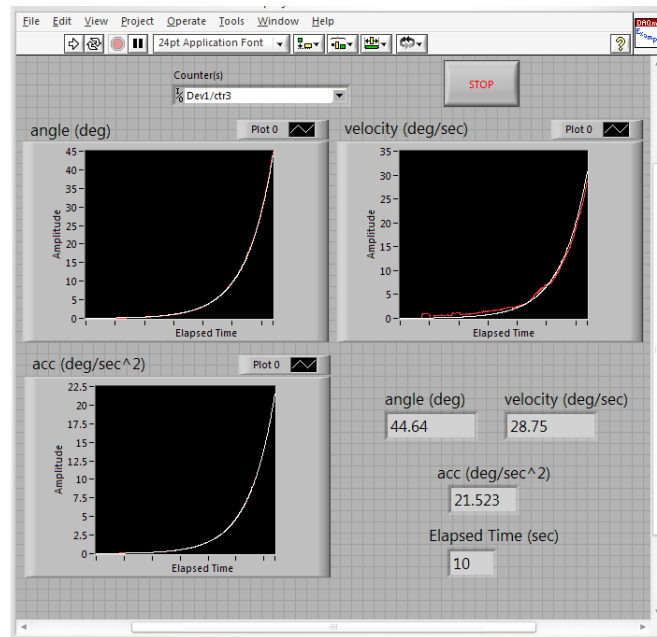 File Edit View Project Operate Tools Window Help
24pt Application Font
?
DAQm
Examp
Counter(s)
I/O Dev1/ctr3
STOP
angle (deg)
Plot 0
velocity (deg/sec)
Plot 0
45
40
35
30
25
20
15
10
5
0
Amplitude
Elapsed Time
35
30
25
20
15
10
5
0
Amplitude
Elapsed Time
acc (deg/sec^2)
Plot 0
22.5
20
17.5
15
12.5
10
7.5
5
2.5
0
Amplitude
Elapsed Time
angle (deg)
44.64
velocity (deg/sec)
28.75
acc (deg/sec^2)
21.523
Elapsed Time (sec)
10